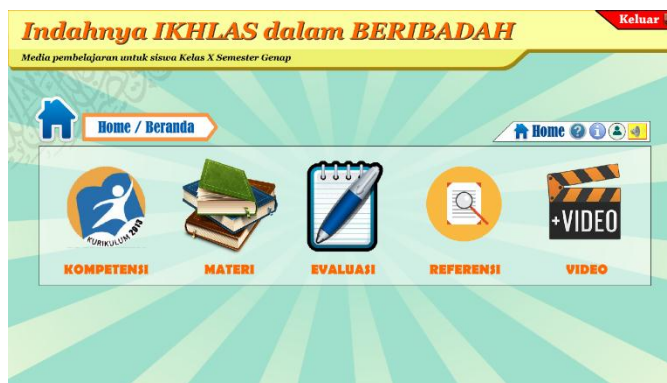 Indahnya IKHLAS dalam BERIBADAH
Keluar
Media pembelajaran untuk siswa Kelas X Semester Genap
Home / Beranda
Home
KURIKULUM 2013
+VIDEO
KOMPETENSI
MATERI
EVALUASI
REFERENSI
VIDEO